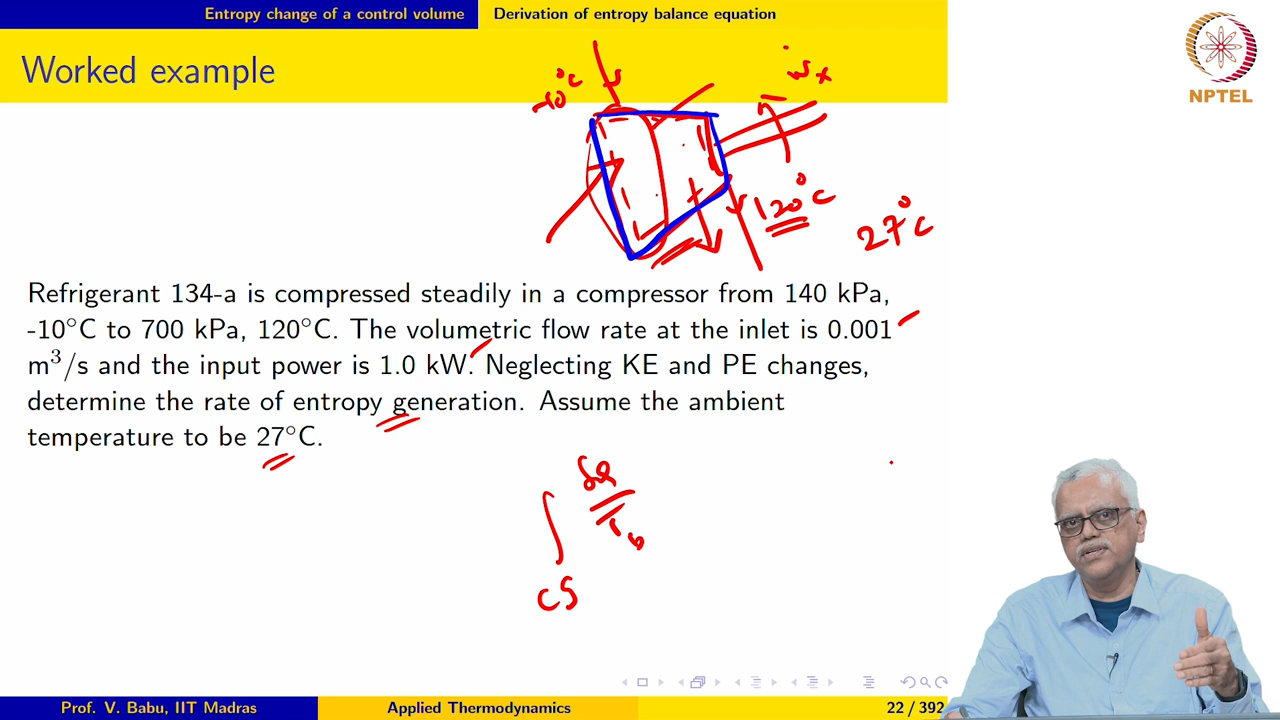 Entropy change of a control volume
Derivation of entropy balance equation
Worked example
NPTEL
-10°C
120°C
27°C
Refrigerant 134-a is compressed steadily in a compressor from 140 kPa,
-10°C to 700 kPa, 120°C. The volumetric flow rate at the inlet is 0.001
m³/s and the input power is 1.0 kW. Neglecting KE and PE changes,
determine the rate of entropy generation. Assume the ambient
temperature to be 27°C.
∫ δQ
T_b
CS
Prof. V. Babu, IIT Madras
Applied Thermodynamics
22 / 392